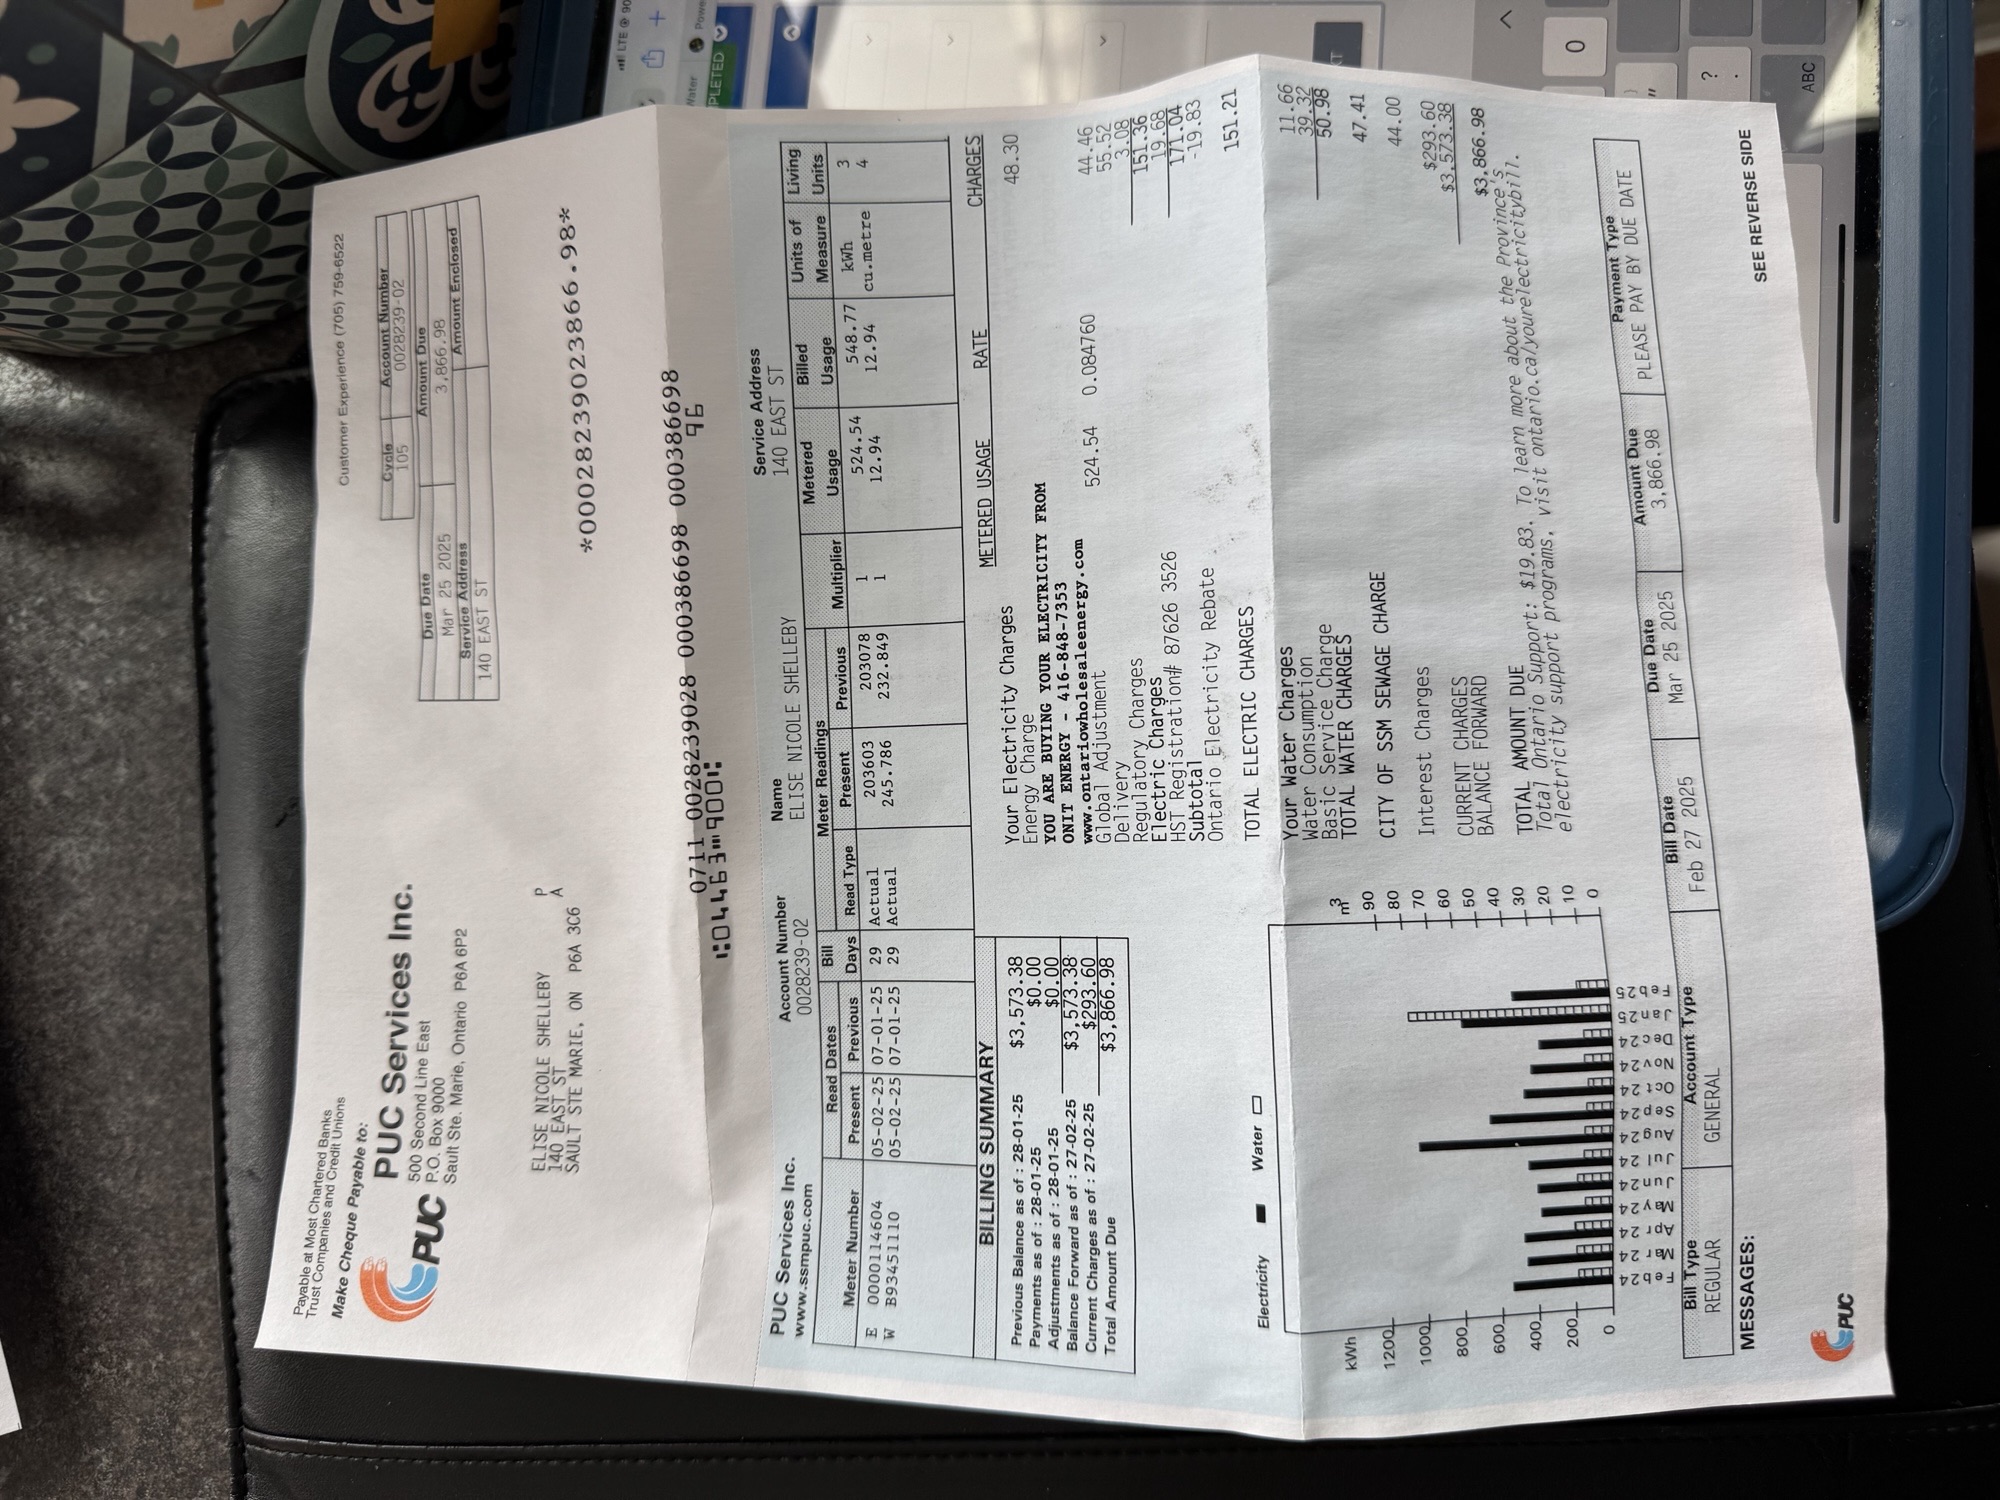 Payable at Most Chartered Banks
Trust Companies and Credit Unions
Make Cheque Payable to:
PUC
PUC Services Inc.
500 Second Line East
P.O. Box 9000
Sault Ste. Marie, Ontario P6A 6P2
Customer Experience (705) 759-6522
Cycle Account Number
105 0028239-02
Due Date Amount Due
Mar 25 2025 3,866.98
Service Address Amount Enclosed
140 EAST ST
ELISE NICOLE SHELLEBY P
140 EAST ST A
SAULT STE MARIE, ON P6A 3C6
*00028239023866.98*
0711 0028239028 000386698 000386698
⑆04463⑉900⑆ 96
PUC Services Inc. Account Number Name Service Address
www.ssmpuc.com 0028239-02 ELISE NICOLE SHELLEBY 140 EAST ST
Meter Number Read Dates Bill Days Meter Readings Multiplier Metered Usage Billed Usage Units of Measure Living Units
Present Previous Read Type Present Previous
E 0000114604 05-02-25 07-01-25 29 Actual 203603 203078 1 524.54 548.77 kWh 3
W B93451110 05-02-25 07-01-25 29 Actual 245.786 232.849 1 12.94 12.94 cu.metre 4
BILLING SUMMARY
Previous Balance as of : 28-01-25 $3,573.38
Payments as of : 28-01-25 $0.00
Adjustments as of : 28-01-25 $0.00
Balance Forward as of : 27-02-25 $3,573.38
Current Charges as of : 27-02-25 $293.60
Total Amount Due $3,866.98
METERED USAGE RATE CHARGES
Your Electricity Charges
Energy Charge 48.30
YOU ARE BUYING YOUR ELECTRICITY FROM
ONIT ENERGY - 416-848-7353
www.ontariowholesaleenergy.com
Global Adjustment 524.54 0.084760 44.46
Delivery 55.52
Regulatory Charges 3.08
Electric Charges 151.36
HST Registration# 87626 3526 19.68
Subtotal 171.04
Ontario Electricity Rebate -19.83
TOTAL ELECTRIC CHARGES 151.21
Your Water Charges
Water Consumption 11.66
Basic Service Charge 39.32
TOTAL WATER CHARGES 50.98
CITY OF SSM SEWAGE CHARGE 47.41
Interest Charges 44.00
CURRENT CHARGES $293.60
BALANCE FORWARD $3,573.38
TOTAL AMOUNT DUE $3,866.98
Total Ontario Support: $19.83. To learn more about the Province's
electricity support programs, visit ontario.ca/yourelectricitybill.
Electricity Water
kWh m3
1200
1000
800
600
400
200
0
90
80
70
60
50
40
30
20
10
0
Feb24 Mar 24 Apr 24 May24 Jun24 Jul 24 Aug24 Sep24 Oct 24 Nov24 Dec24 Jan25 Feb25
Bill Type Account Type Bill Date Due Date Amount Due Payment Type
REGULAR GENERAL Feb 27 2025 Mar 25 2025 3,866.98 PLEASE PAY BY DUE DATE
MESSAGES:
SEE REVERSE SIDE
PUC
LTE 90
Water
PLETED
0
"
?
.
ABC